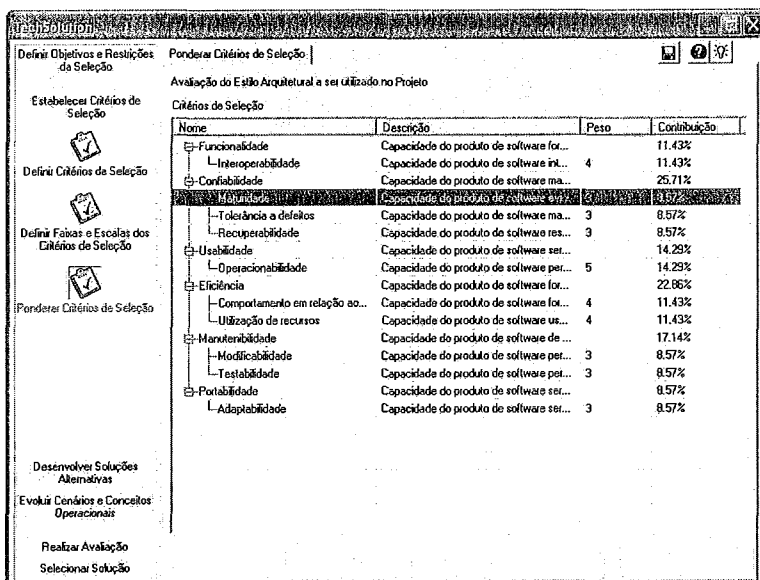 TechSolution
Definir Objetivos e Restrições
da Seleção
Estabelecer Critérios de
Seleção
Definir Critérios de Seleção
Definir Faixas e Escalas dos
Critérios de Seleção
Ponderar Critérios de Seleção
Desenvolver Soluções
Alternativas
Evoluir Cenários e Conceitos
Operacionais
Realizar Avaliação
Selecionar Solução
Ponderar Critérios de Seleção
Avaliação do Estilo Arquitetural a ser utilizado no Projeto
Critérios de Seleção
Nome Descrição Peso Contribuição
Funcionalidade Capacidade do produto de software for... 11.43%
Interoperabilidade Capacidade do produto de software int... 4 11.43%
Confiabilidade Capacidade do produto de software ma... 25.71%
Maturidade Capacidade do produto de software 8.57%
Tolerância a defeitos Capacidade do produto de software ma... 3 8.57%
Recuperabilidade Capacidade do produto de software res... 3 8.57%
Usabilidade Capacidade do produto de software ser... 14.29%
Operacionabilidade Capacidade do produto de software per... 5 14.29%
Eficiência Capacidade do produto de software for... 22.86%
Comportamento em relação ao... Capacidade do produto de software for... 4 11.43%
Utilização de recursos Capacidade do produto de software us... 4 11.43%
Manutenibilidade Capacidade do produto de software de ... 17.14%
Modificabilidade Capacidade do produto de software per... 3 8.57%
Testabilidade Capacidade do produto de software per... 3 8.57%
Portabilidade Capacidade do produto de software ser... 8.57%
Adaptabilidade Capacidade do produto de software ser... 3 8.57%